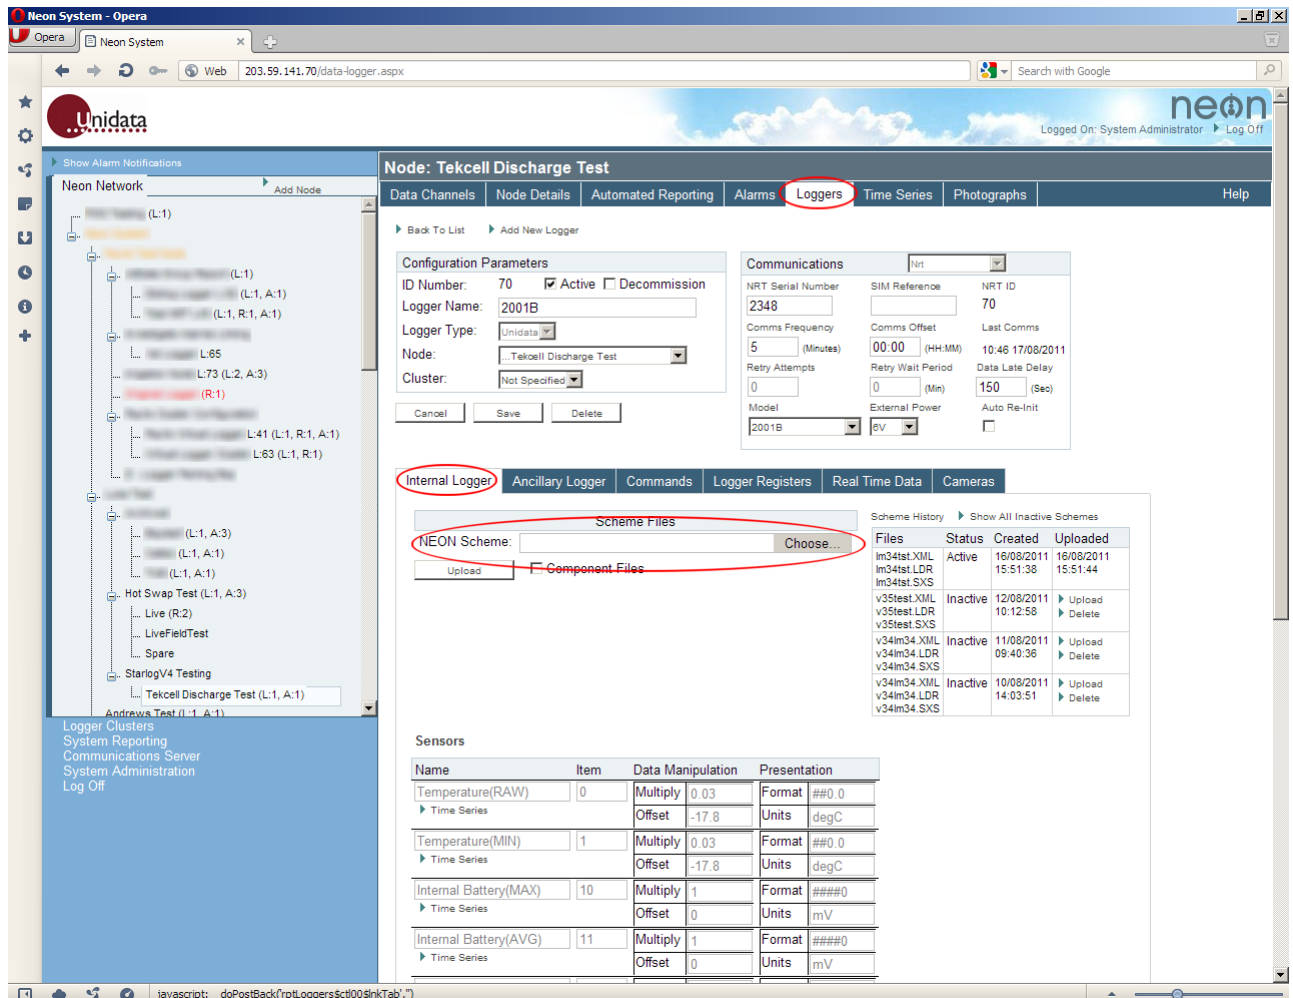 Neon System - Opera
Opera
Neon System
Web
203.59.141.70/data-logger.aspx
Search with Google
Unidata
neon
Logged On: System Administrator
Log Off
Show Alarm Notifications
Neon Network
Add Node
(L:1)
(L:1)
(L:1, A:1)
(L:1, R:1, A:1)
L:65
L:73 (L:2, A:3)
(R:1)
L:41 (L:1, R:1, A:1)
L:63 (L:1, R:1)
(L:1, A:3)
(L:1, A:1)
(L:1, A:1)
Hot Swap Test (L:1, A:3)
Live (R:2)
LiveFieldTest
Spare
StarlogV4 Testing
Tekcell Discharge Test (L:1, A:1)
Andrews Test (L:1, A:1)
Logger Clusters
System Reporting
Communications Server
System Administration
Log Off
Node: Tekcell Discharge Test
Data Channels
Node Details
Automated Reporting
Alarms
Loggers
Time Series
Photographs
Help
Back To List
Add New Logger
Configuration Parameters
ID Number: 70 Active Decommission
Logger Name: 2001B
Logger Type: Unidata
Node: ...Tekcell Discharge Test
Cluster: Not Specified
Cancel
Save
Delete
Communications Nrt
NRT Serial Number SIM Reference NRT ID
2348 70
Comms Frequency Comms Offset Last Comms
5 (Minutes) 00:00 (HH:MM) 10:46 17/08/2011
Retry Attempts Retry Wait Period Data Late Delay
0 0 (Min) 150 (Sec)
Model External Power Auto Re-Init
2001B 6V
Internal Logger
Ancillary Logger
Commands
Logger Registers
Real Time Data
Cameras
Scheme Files
NEON Scheme: Choose...
Upload Component Files
Scheme History Show All Inactive Schemes
Files Status Created Uploaded
lm34tst.XML Active 16/08/2011 16/08/2011
lm34tst.LDR 15:51:38 15:51:44
lm34tst.SXS
v35test.XML Inactive 12/08/2011 Upload
v35test.LDR 10:12:58 Delete
v35test.SXS
v34lm34.XML Inactive 11/08/2011 Upload
v34lm34.LDR 09:40:36 Delete
v34lm34.SXS
v34lm34.XML Inactive 10/08/2011 Upload
v34lm34.LDR 14:03:51 Delete
v34lm34.SXS
Sensors
Name Item Data Manipulation Presentation
Temperature(RAW) 0 Multiply 0.03 Format ##0.0
Time Series Offset -17.8 Units degC
Temperature(MIN) 1 Multiply 0.03 Format ##0.0
Time Series Offset -17.8 Units degC
Internal Battery(MAX) 10 Multiply 1 Format ####0
Time Series Offset 0 Units mV
Internal Battery(AVG) 11 Multiply 1 Format ####0
Time Series Offset 0 Units mV
javascript:__doPostBack('rptLoggers$ctl00$lnkTab','')